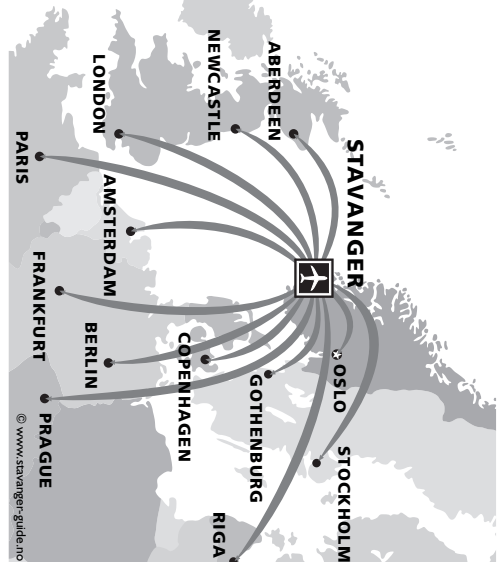 STAVANGER
ABERDEEN
NEWCASTLE
LONDON
PARIS
AMSTERDAM
FRANKFURT
BERLIN
COPENHAGEN
GOTHENBURG
OSLO
PRAGUE
STOCKHOLM
RIGA
© www.stavanger-guide.no